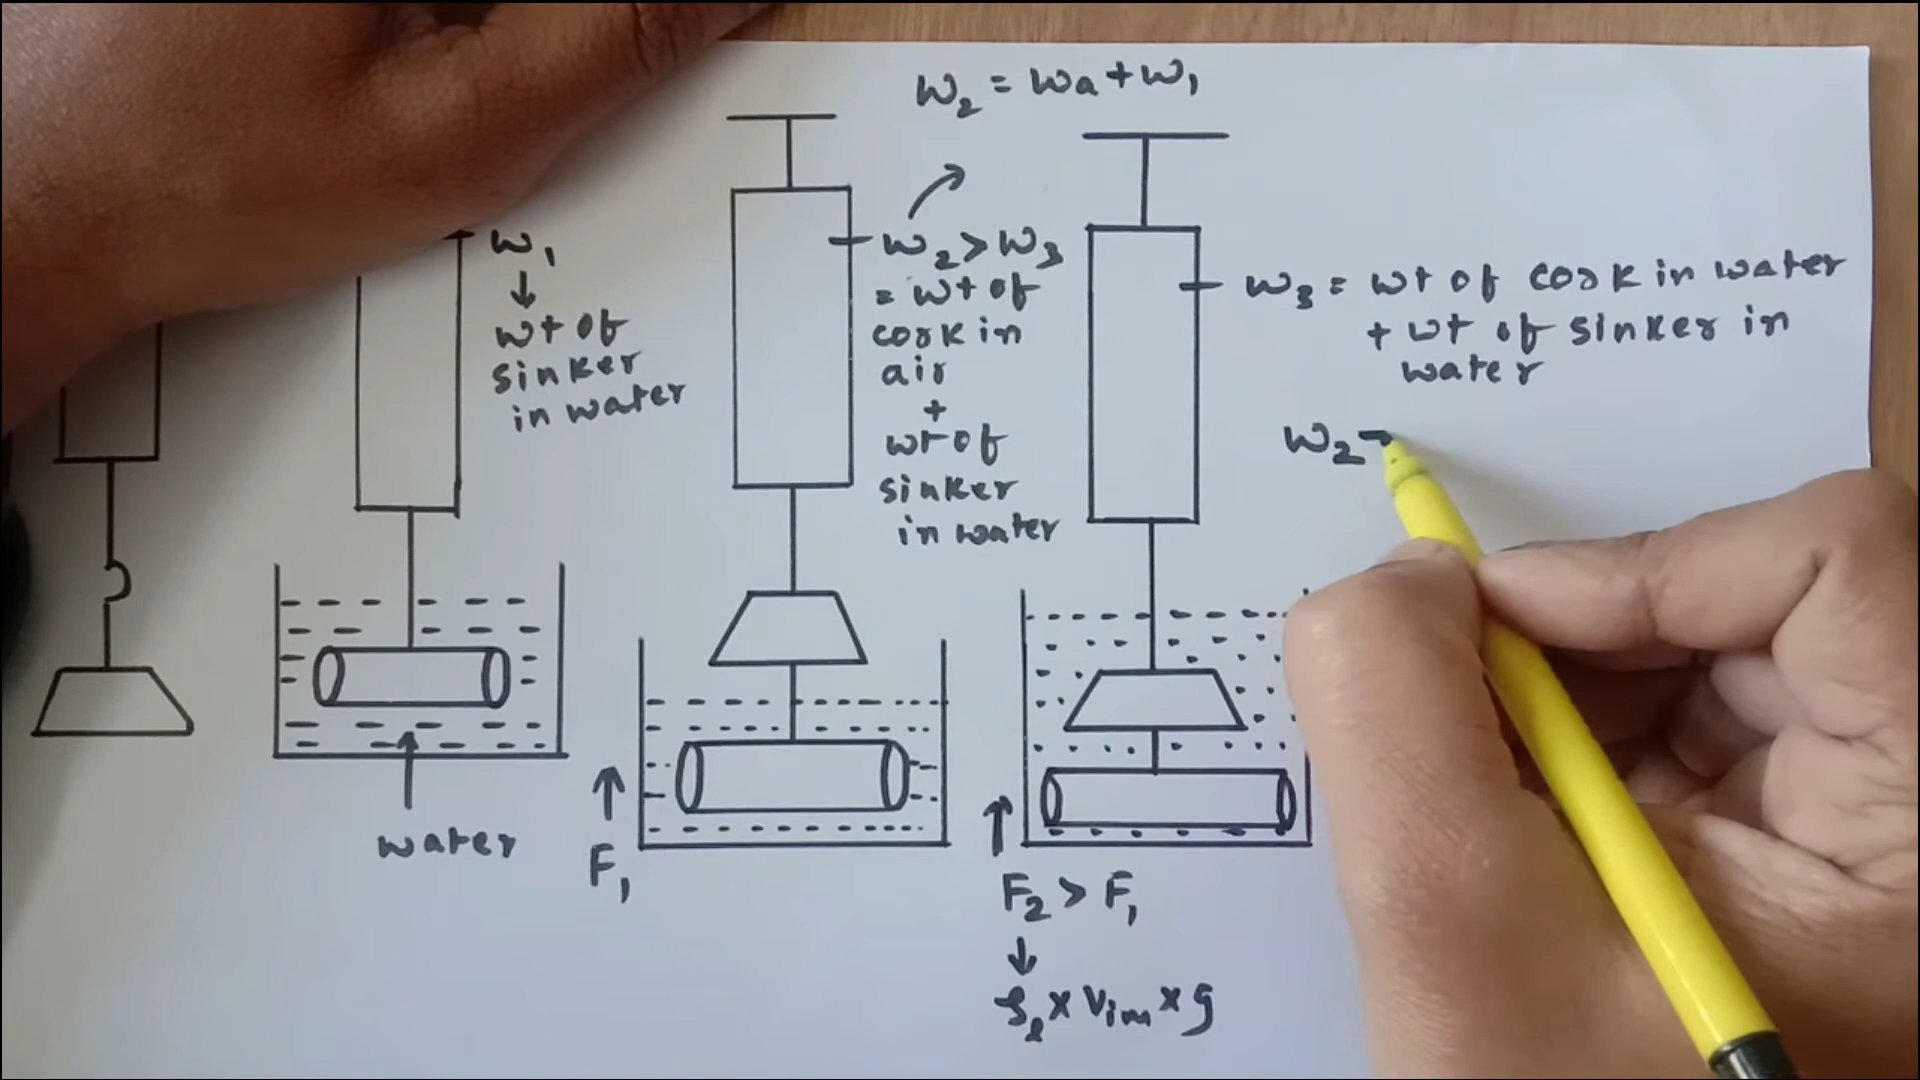 W₂ = Wa + W₁
W₁
↓
wt of
sinker
in water
W₂ > W₃
= wt of
cork in
air
+
wt of
sinker
in water
W₃ = wt of cork in water
+ wt of sinker in
water
W₂ -
water
F₁
F₂ > F₁
↓
ρₗ x Vim x g